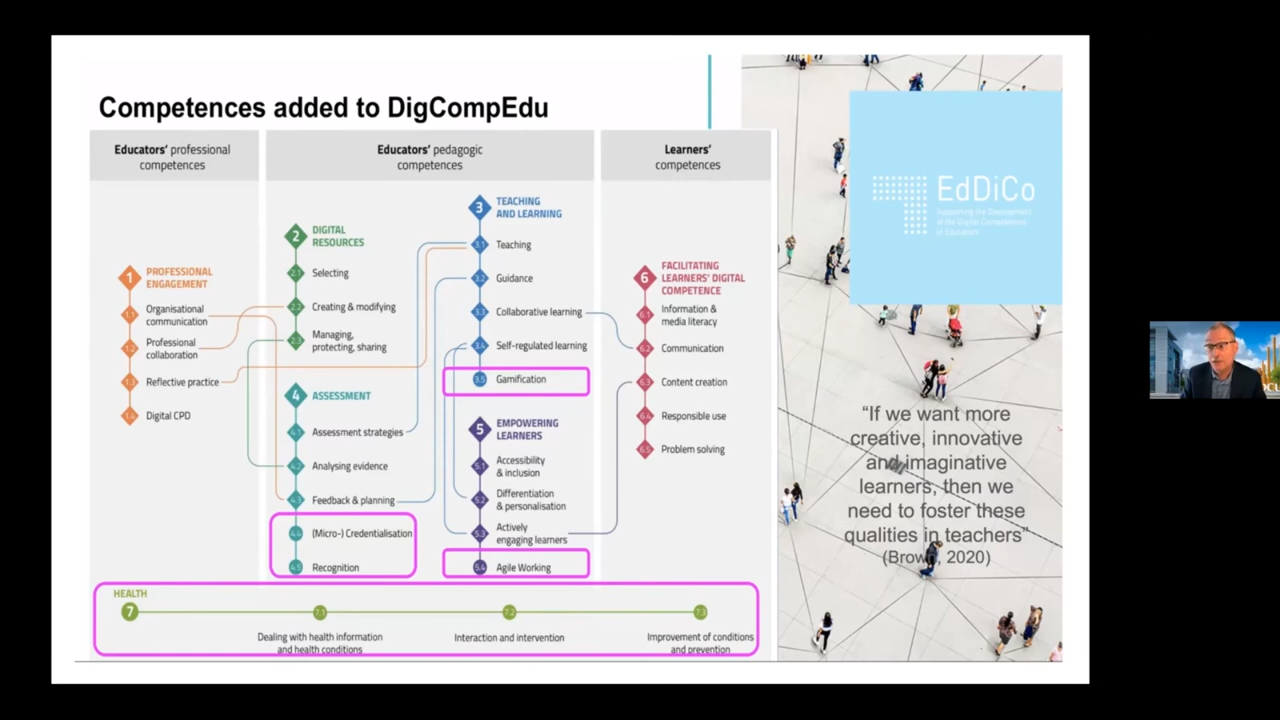 Competences added to DigCompEdu
Educators' professional
competences
Educators' pedagogic
competences
Learners'
competences
1
PROFESSIONAL
ENGAGEMENT
1.1
Organisational
communication
1.2
Professional
collaboration
1.3
Reflective practice
1.4
Digital CPD
2
DIGITAL
RESOURCES
2.1
Selecting
2.2
Creating & modifying
2.3
Managing,
protecting, sharing
4
ASSESSMENT
4.1
Assessment strategies
4.2
Analysing evidence
4.3
Feedback & planning
4.4
(Micro-) Credentialisation
4.5
Recognition
3
TEACHING
AND LEARNING
3.1
Teaching
3.2
Guidance
3.3
Collaborative learning
3.4
Self-regulated learning
3.5
Gamification
5
EMPOWERING
LEARNERS
5.1
Accessibility
& inclusion
5.2
Differentiation
& personalisation
5.3
Actively
engaging learners
5.4
Agile Working
6
FACILITATING
LEARNERS' DIGITAL
COMPETENCE
6.1
Information &
media literacy
6.2
Communication
6.3
Content creation
6.4
Responsible use
6.5
Problem solving
HEALTH
7
7.1
7.2
7.3
Dealing with health information
and health conditions
Interaction and intervention
Improvement of conditions
and prevention
EdDiCo
Supporting the Development
of the Digital Competences
of Educators
“If we want more
creative, innovative
and imaginative
learners, then we
need to foster these
qualities in teachers”
(Brown, 2020)